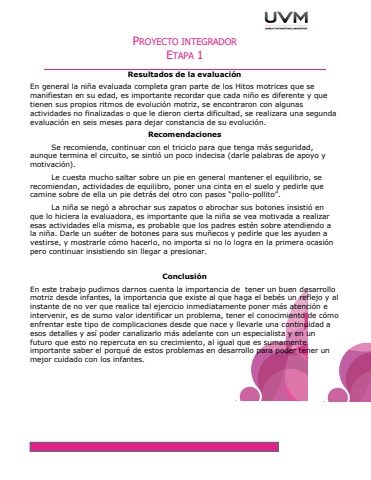 UVM
PROYECTO INTEGRADOR
ETAPA 1
Resultados de la evaluación
En general la niña evaluada completa gran parte de los Hitos motrices que se
manifiestan en su edad, es importante recordar que cada niño es diferente y que
tienen sus propios ritmos de evolución motriz, se encontraron con algunas
actividades no finalizadas o que le dieron cierta dificultad, se realizara una segunda
evaluación en seis meses para dejar constancia de su evolución.
Recomendaciones
Se recomienda, continuar con el triciclo para que tenga más seguridad,
aunque termina el circuito, se sintió un poco indecisa (darle palabras de apoyo y
motivación).
Le cuesta mucho saltar sobre un pie en general mantener el equilibrio, se
recomiendan, actividades de equilibro, poner una cinta en el suelo y pedirle que
camine sobre de ella un pie detrás del otro con pasos “pollo-pollito”.
La niña se negó a abrochar sus zapatos o abrochar sus botones insistió en
que lo hiciera la evaluadora, es importante que la niña se vea motivada a realizar
esas actividades ella misma, es probable que los padres estén sobre atendiendo a
la niña. Darle un suéter de botones para sus muñecos y pedirle que les ayuden a
vestirse, y mostrarle cómo hacerlo, no importa si no lo logra en la primera ocasión
pero continuar insistiendo sin llegar a presionar.
Conclusión
En este trabajo pudimos darnos cuenta la importancia de tener un buen desarrollo
motriz desde infantes, la importancia que existe al que haga el bebés un reflejo y al
instante de no ver que realice tal ejercicio inmediatamente poner más atención e
intervenir, es de sumo valor identificar un problema, tener el conocimiento de cómo
enfrentar este tipo de complicaciones desde que nace y llevarle una continuidad a
esos detalles y así poder canalizarlo más adelante con un especialista y en un
futuro que esto no repercuta en su crecimiento, al igual que es sumamente
importante saber el porqué de estos problemas en desarrollo para poder tener un
mejor cuidado con los infantes.